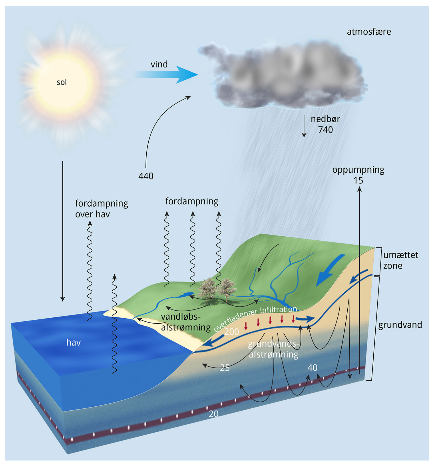 atmosfære
vind
sol
nedbør
740
fordampning
over hav
fordampning
440
oppumpning
15
umættet
zone
vandløbs-
afstrømning
overfladenær infiltration
200
grundvands-
afstrømning
grundvand
hav
25
40
20